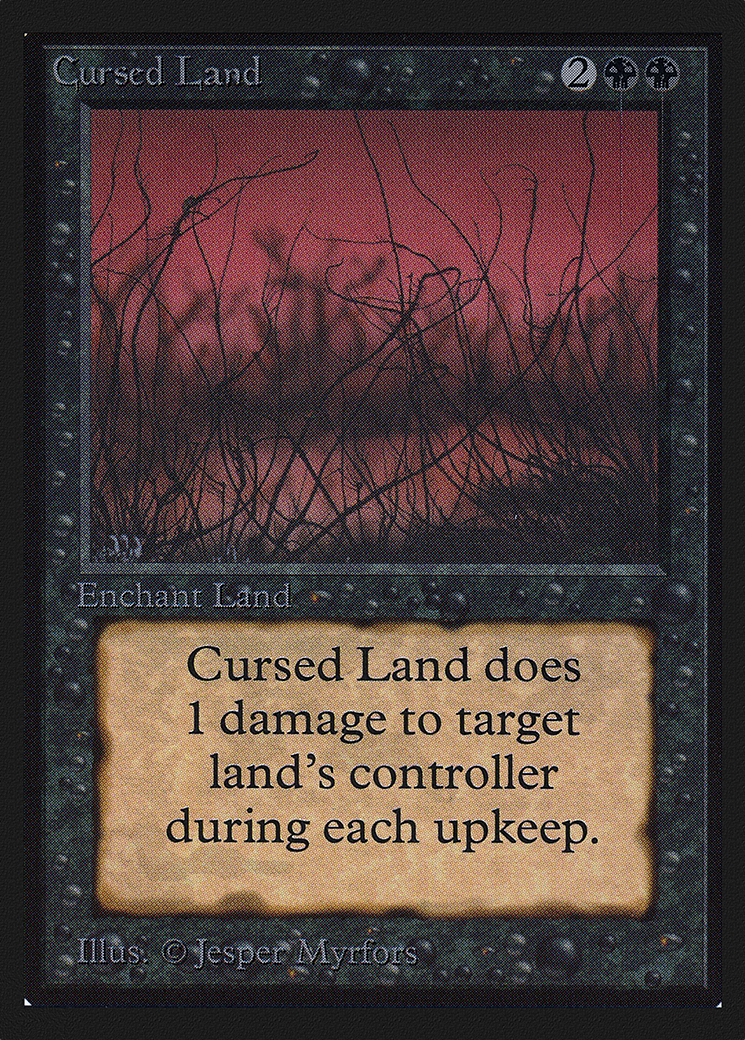 Cursed Land 2
Enchant Land
Cursed Land does
1 damage to target
land's controller
during each upkeep.
Illus. © Jesper Myrfors